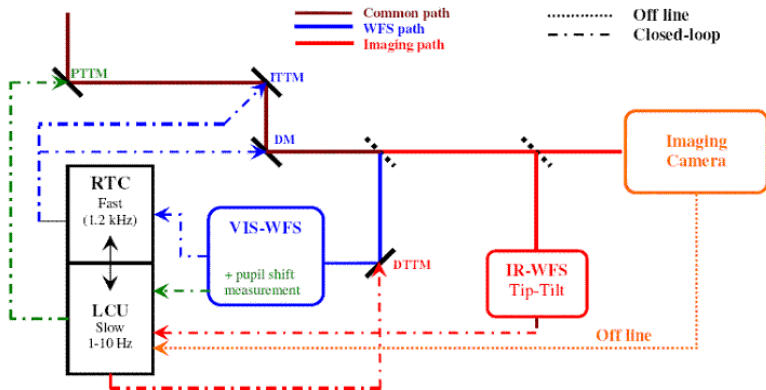 Common path
WFS path
Imaging path
Off line
Closed-loop
PTTM
ITTM
DM
Imaging
Camera
RTC
Fast
(1.2 kHz)
VIS-WFS
+ pupil shift
measurement
DTTM
IR-WFS
Tip-Tilt
LCU
Slow
1-10 Hz
Off line